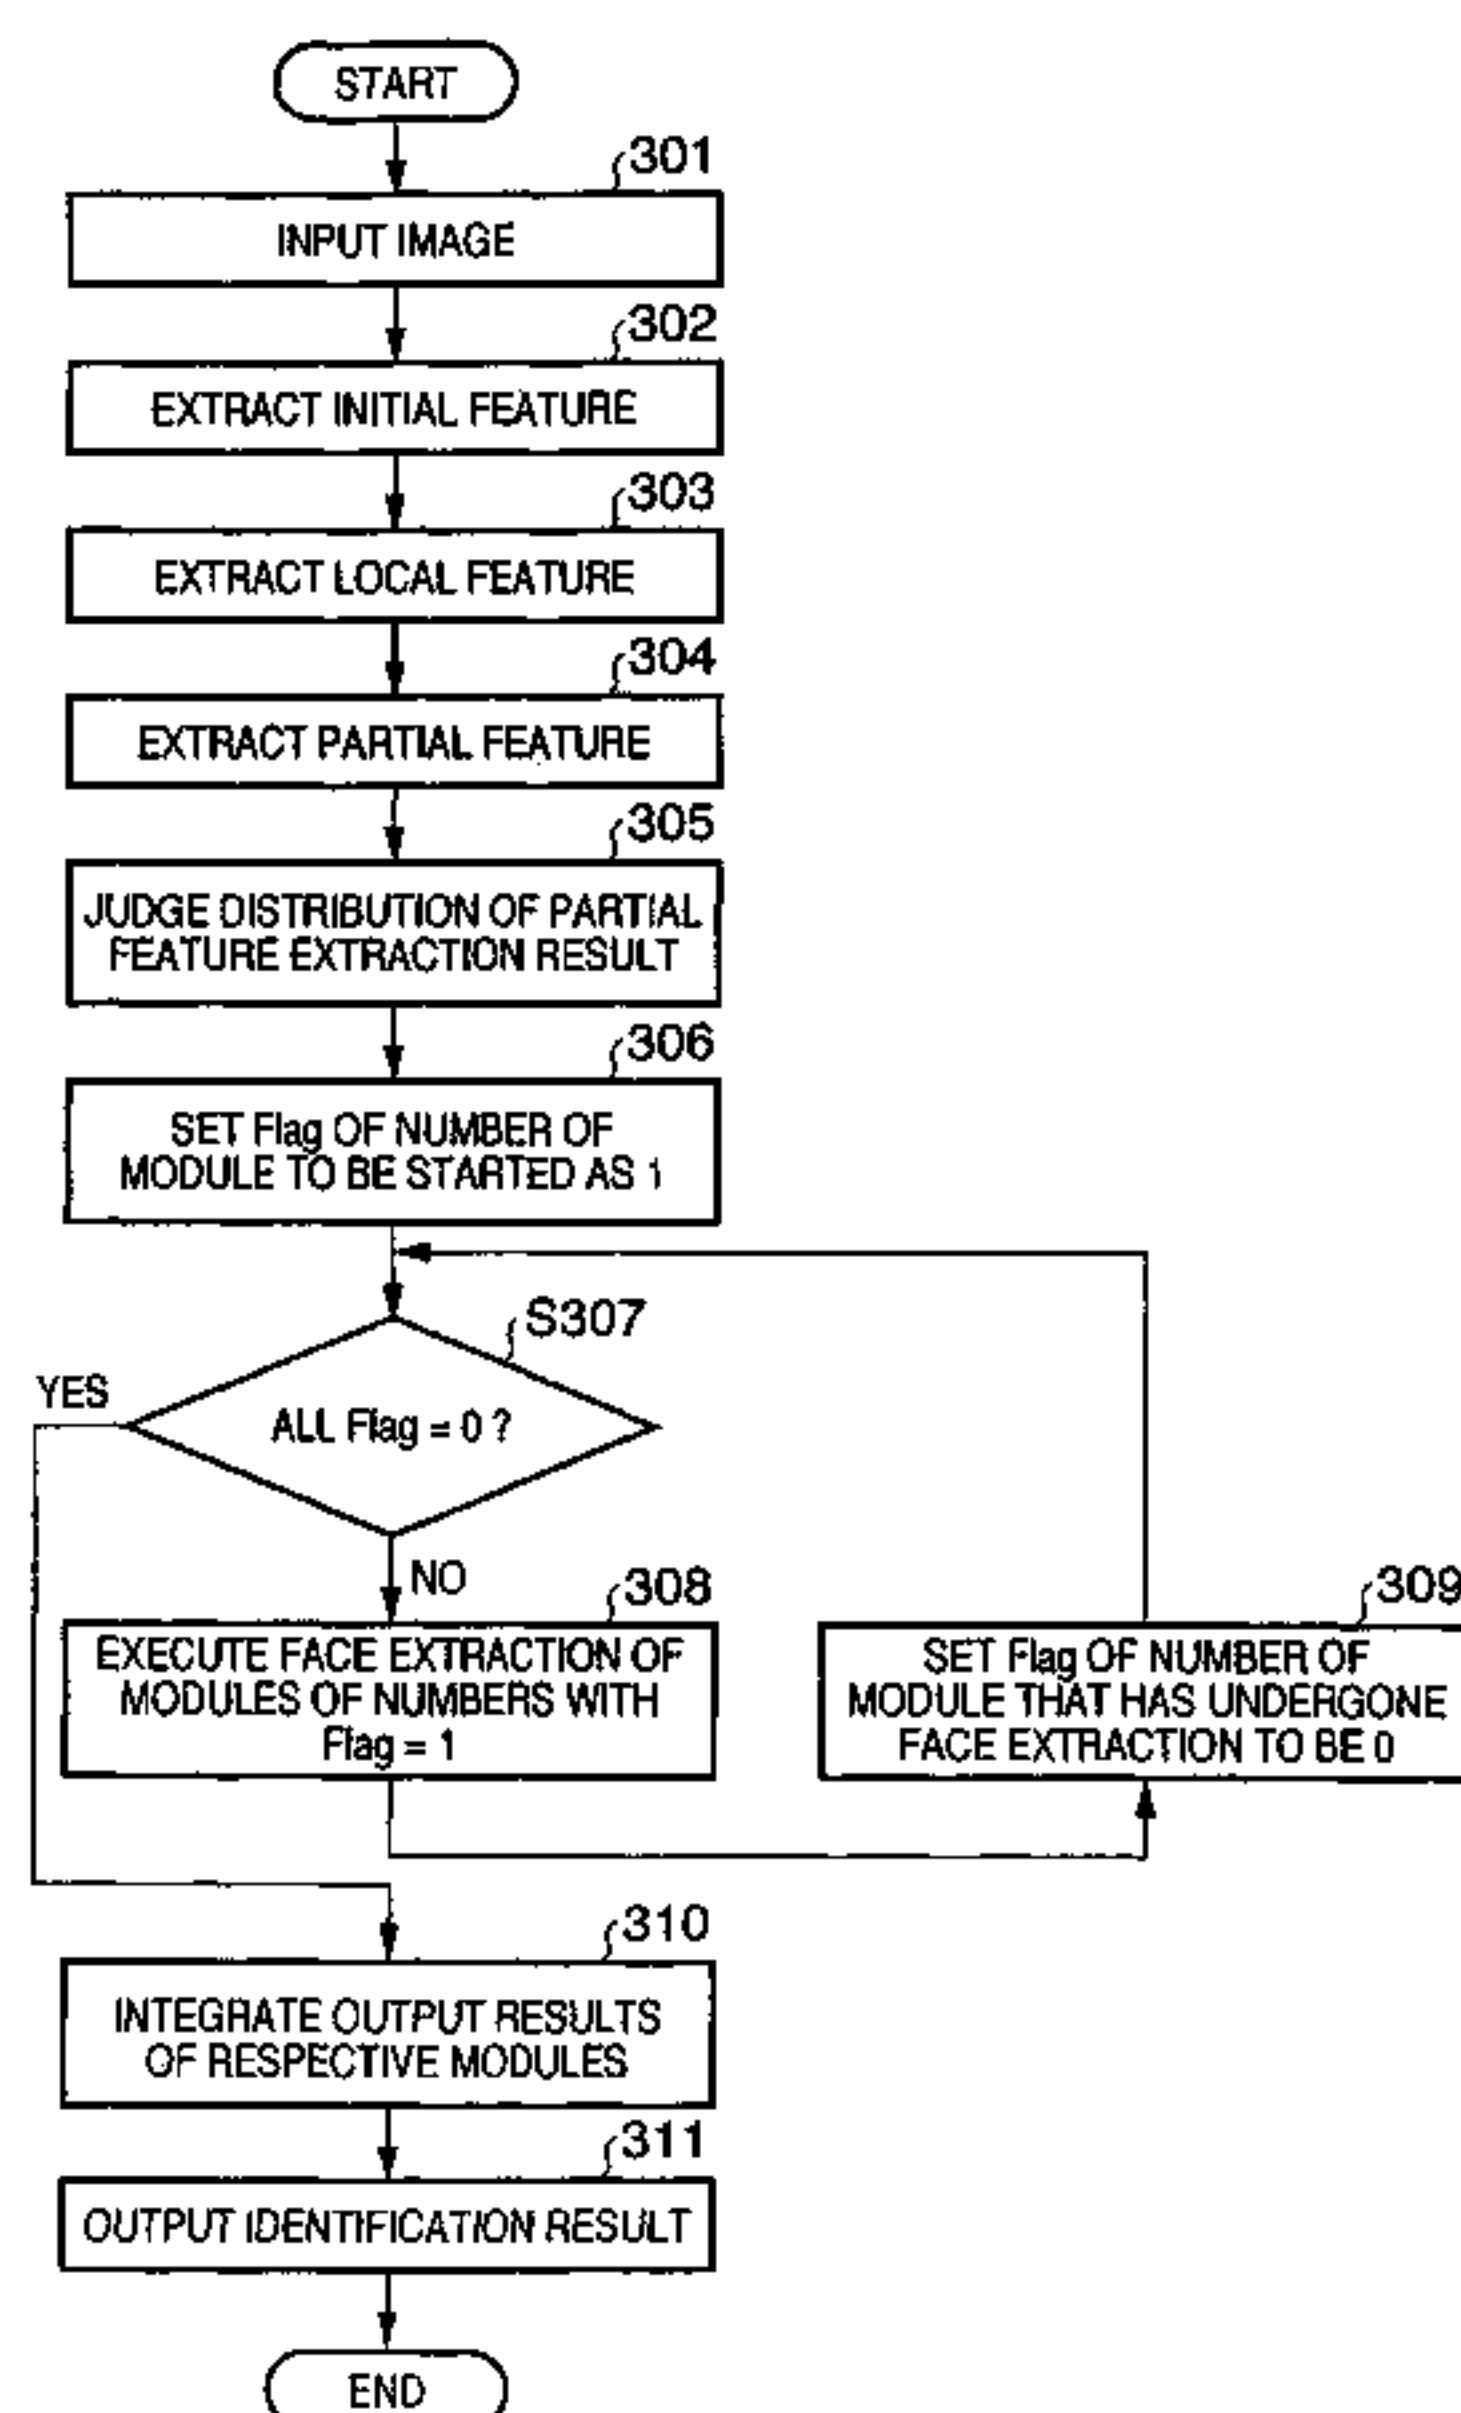 START
301
INPUT IMAGE
302
EXTRACT INITIAL FEATURE
303
EXTRACT LOCAL FEATURE
304
EXTRACT PARTIAL FEATURE
305
JUDGE DISTRIBUTION OF PARTIAL
FEATURE EXTRACTION RESULT
306
SET Flag OF NUMBER OF
MODULE TO BE STARTED AS 1
S307
YES
ALL Flag = 0 ?
NO
308
EXECUTE FACE EXTRACTION OF
MODULES OF NUMBERS WITH
Flag = 1
309
SET Flag OF NUMBER OF
MODULE THAT HAS UNDERGONE
FACE EXTRACTION TO BE 0
310
INTEGRATE OUTPUT RESULTS
OF RESPECTIVE MODULES
311
OUTPUT IDENTIFICATION RESULT
END